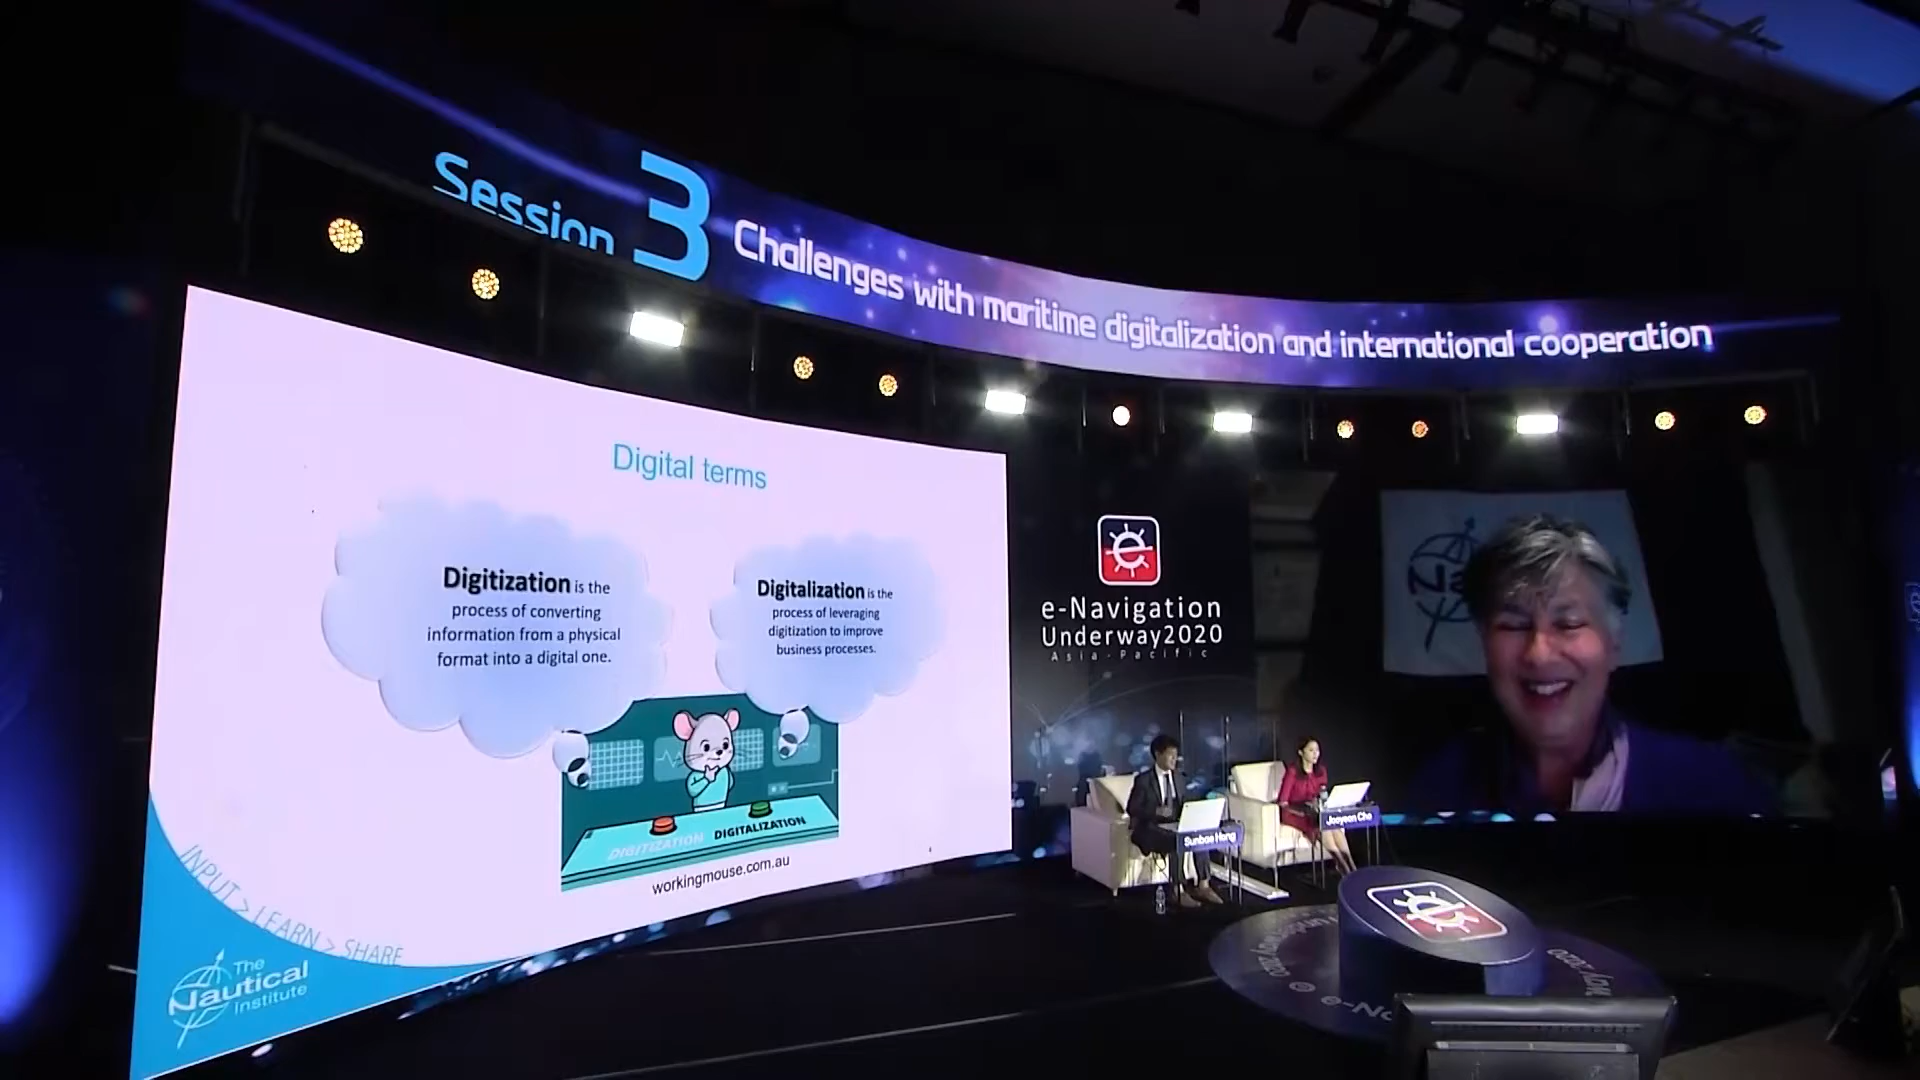 Session 3
Challenges with maritime digitalization and international cooperation
Digital terms
Digitization is the
process of converting
information from a physical
format into a digital one.
Digitalization is the
process of leveraging
digitization to improve
business processes.
DIGITIZATION
DIGITALIZATION
workingmouse.com.au
INPUT > LEARN > SHARE
The
Nautical
Institute
e-Navigation
Underway2020
Asia-Pacific
Na
Sunbae Hong
Jooyeon Cho
e